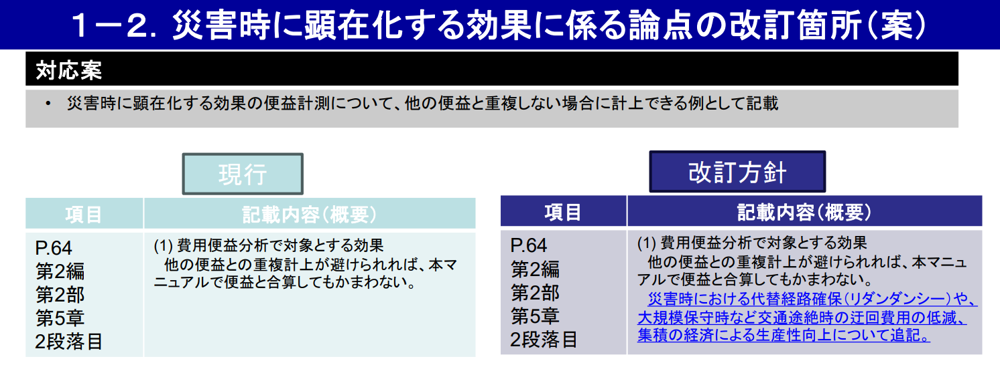 １－２．災害時に顕在化する効果に係る論点の改訂箇所（案）
対応案
• 災害時に顕在化する効果の便益計測について、他の便益と重複しない場合に計上できる例として記載
現行
項目 記載内容（概要）
P.64
第2編
第2部
第5章
2段落目
(1) 費用便益分析で対象とする効果
他の便益との重複計上が避けられれば、本マ
ニュアルで便益と合算してもかまわない。
改訂方針
項目 記載内容（概要）
P.64
第2編
第2部
第5章
2段落目
(1) 費用便益分析で対象とする効果
他の便益との重複計上が避けられれば、本マニュ
アルで便益と合算してもかまわない。
災害時における代替経路確保（リダンダンシー）や、
大規模保守時など交通途絶時の迂回費用の低減、
集積の経済による生産性向上について追記。